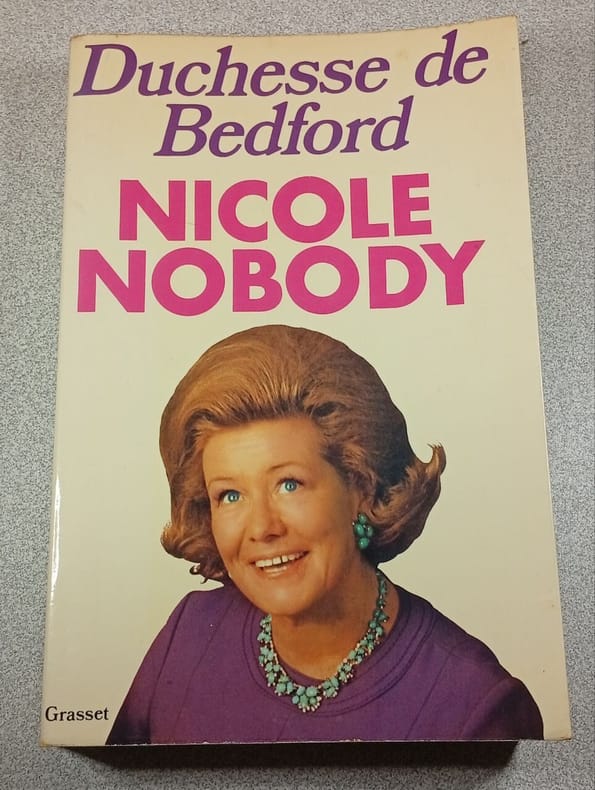 Duchesse de
Bedford
NICOLE
NOBODY
Grasset